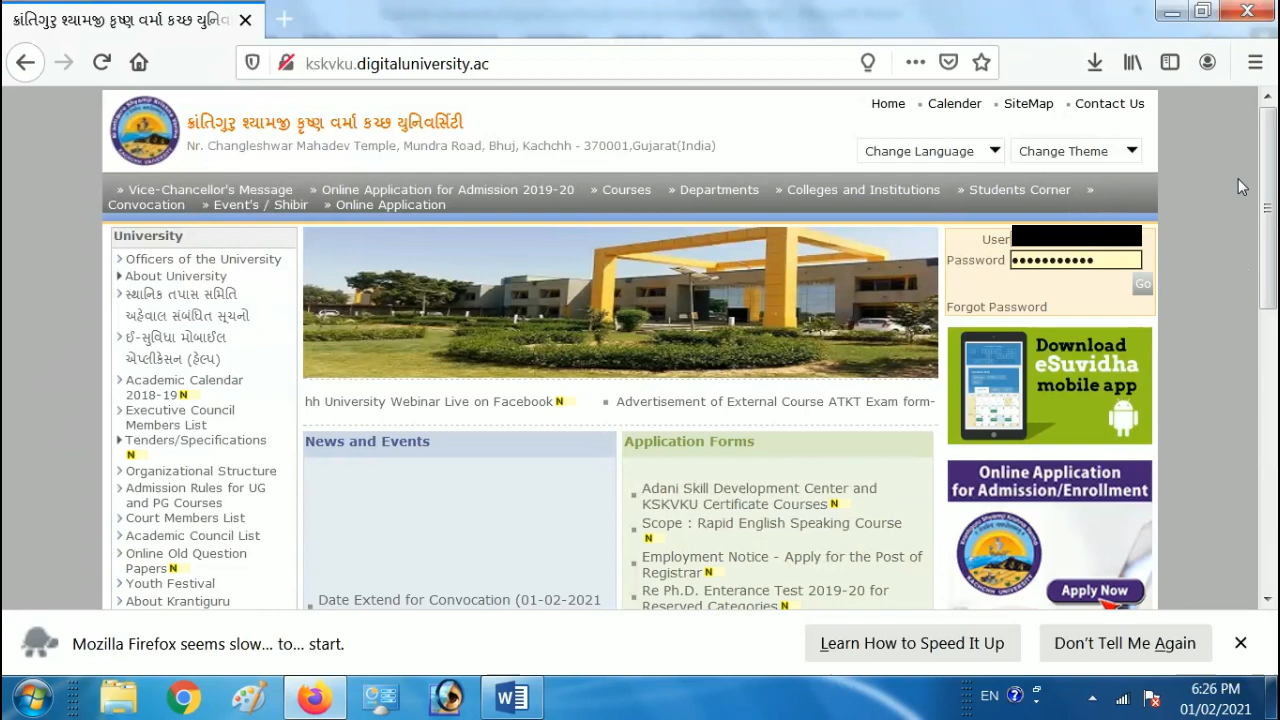 ક્રાંતિગુરુ શ્યામજી કૃષ્ણ વર્મા કચ્છ યુનિવ
kskvku.digitaluniversity.ac
Home Calender SiteMap Contact Us
ક્રાંતિગુરુ શ્યામજી કૃષ્ણ વર્મા કચ્છ યુનિવર્સિટી
Nr. Changleshwar Mahadev Temple, Mundra Road, Bhuj, Kachchh - 370001,Gujarat(India)
Change Language Change Theme
» Vice-Chancellor's Message » Online Application for Admission 2019-20 » Courses » Departments » Colleges and Institutions » Students Corner »
Convocation » Event's / Shibir » Online Application
University
Officers of the University
About University
સ્થાનિક તપાસ સમિતિ
અહેવાલ સંબંધિત સૂચનો
ઈ-સુવિધા મોબાઈલ
એપ્લીકેસન (હેલ્પ)
Academic Calendar
2018-19 N
Executive Council
Members List
Tenders/Specifications
N
Organizational Structure
Admission Rules for UG
and PG Courses
Court Members List
Academic Council List
Online Old Question
Papers N
Youth Festival
About Krantiguru
hh University Webinar Live on Facebook N Advertisement of External Course ATKT Exam form-
News and Events
Date Extend for Convocation (01-02-2021
Application Forms
Adani Skill Development Center and
KSKVKU Certificate Courses N
Scope : Rapid English Speaking Course
N
Employment Notice - Apply for the Post of
Registrar N
Re Ph.D. Enterance Test 2019-20 for
Reserved Categories N
User
Password
Go
Forgot Password
Download
eSuvidha
mobile app
Online Application
for Admission/Enrollment
Apply Now
Mozilla Firefox seems slow... to... start.
Learn How to Speed It Up
Don't Tell Me Again
EN
6:26 PM
01/02/2021